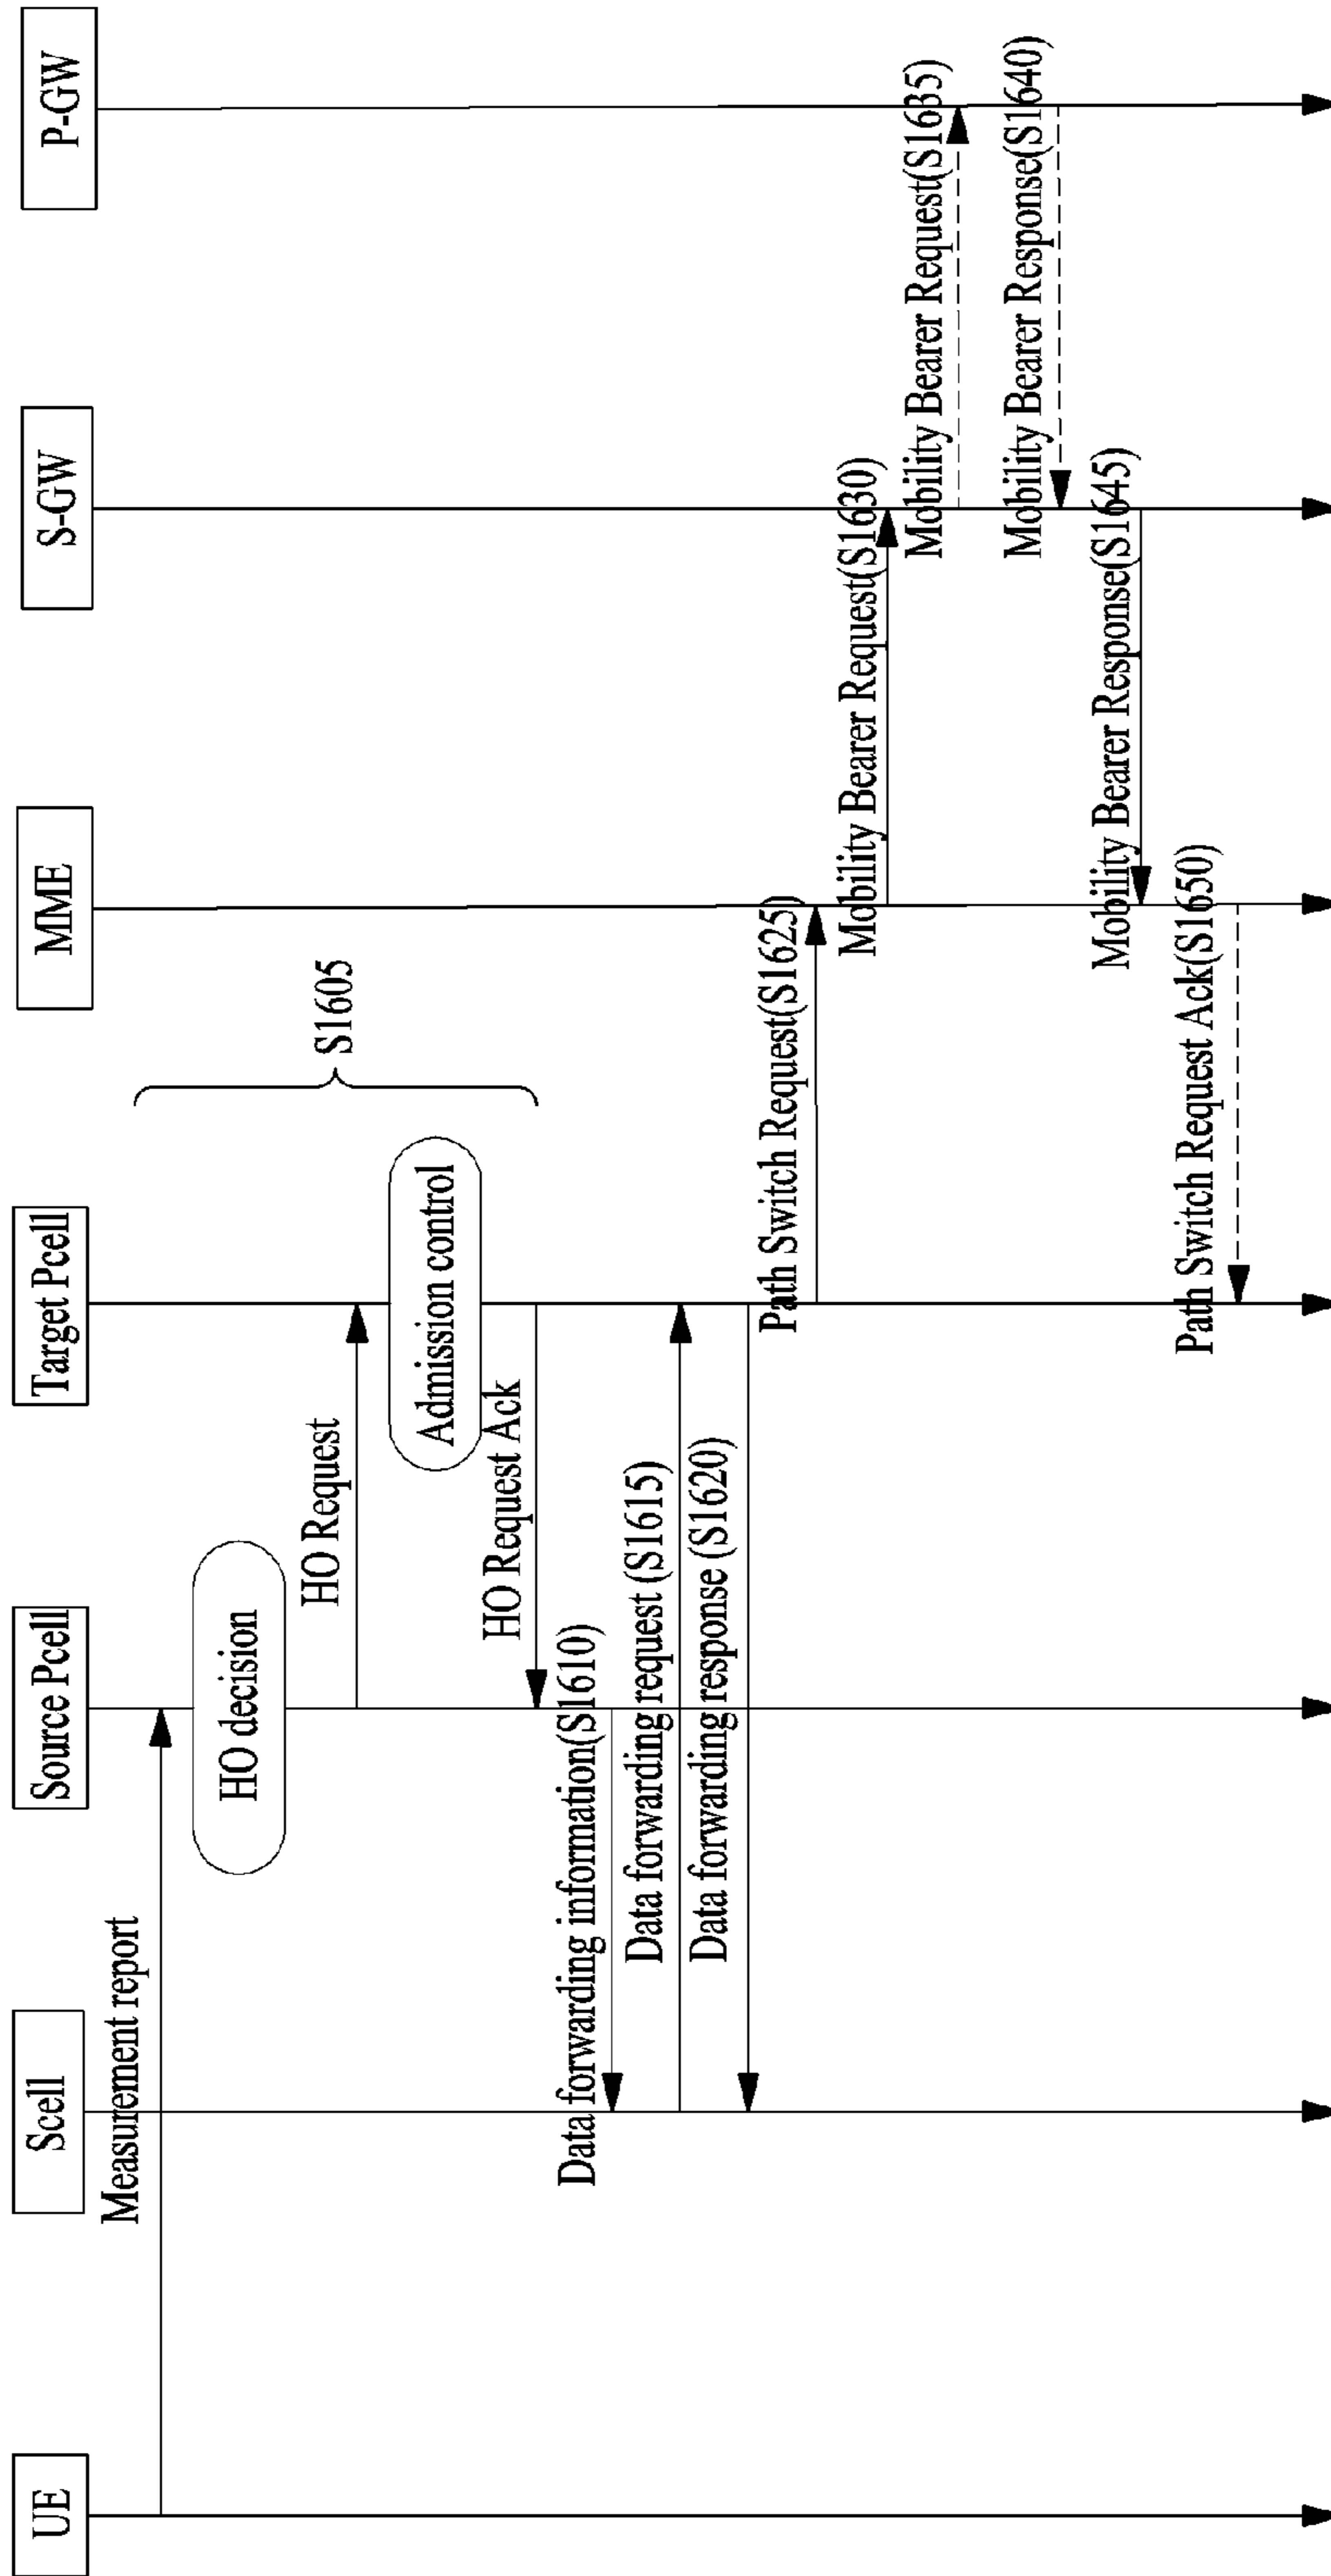 UE
Scell
Source Pcell
Target Pcell
MME
S-GW
P-GW
Measurement report
HO decision
HO Request
S1605
Admission control
HO Request Ack
Data forwarding information(S1610)
Data forwarding request (S1615)
Data forwarding response (S1620)
Path Switch Request(S1625)
Mobility Bearer Request(S1630)
Mobility Bearer Request(S1635)
Mobility Bearer Response(S1640)
Mobility Bearer Response(S1645)
Path Switch Request Ack(S1650)